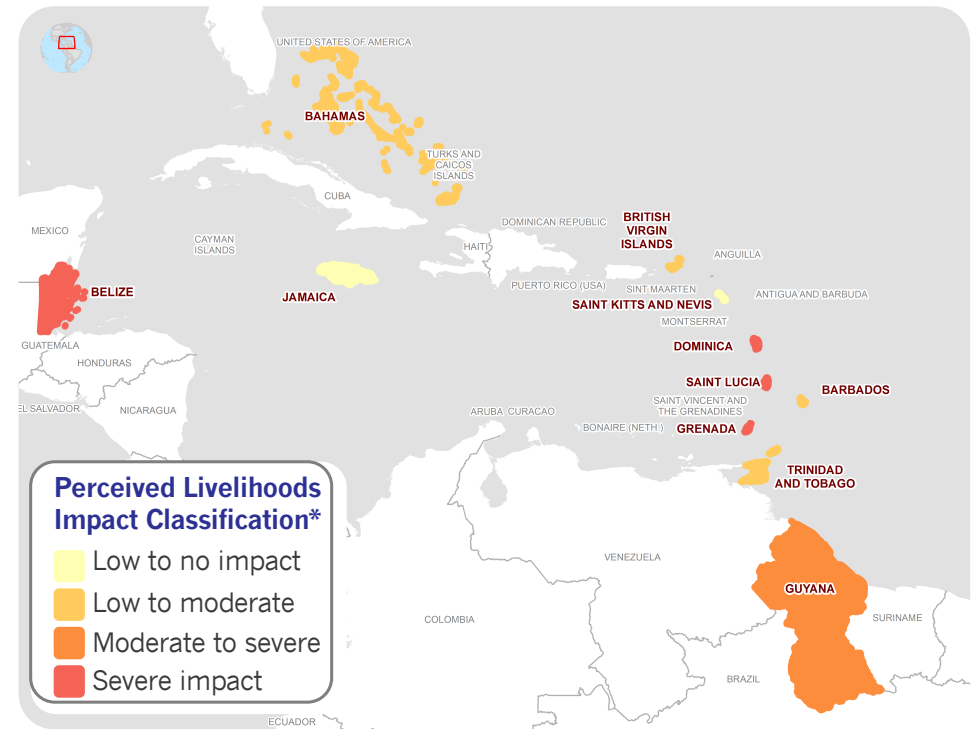 UNITED STATES OF AMERICA
BAHAMAS
TURKS AND
CAICOS
ISLANDS
CUBA
MEXICO
CAYMAN
ISLANDS
DOMINICAN REPUBLIC
BRITISH
VIRGIN
ISLANDS
HAITI
ANGUILLA
PUERTO RICO (USA)
SINT MAARTEN
BELIZE
JAMAICA
SAINT KITTS AND NEVIS
ANTIGUA AND BARBUDA
MONTSERRAT
GUATEMALA
DOMINICA
HONDURAS
SAINT LUCIA
BARBADOS
EL SALVADOR
NICARAGUA
SAINT VINCENT AND
THE GRENADINES
ARUBA
CURACAO
BONAIRE (NETH.)
GRENADA
TRINIDAD
AND TOBAGO
Perceived Livelihoods
Impact Classification*
Low to no impact
Low to moderate
Moderate to severe
Severe impact
VENEZUELA
GUYANA
COLOMBIA
SURINAME
BRAZIL
ECUADOR